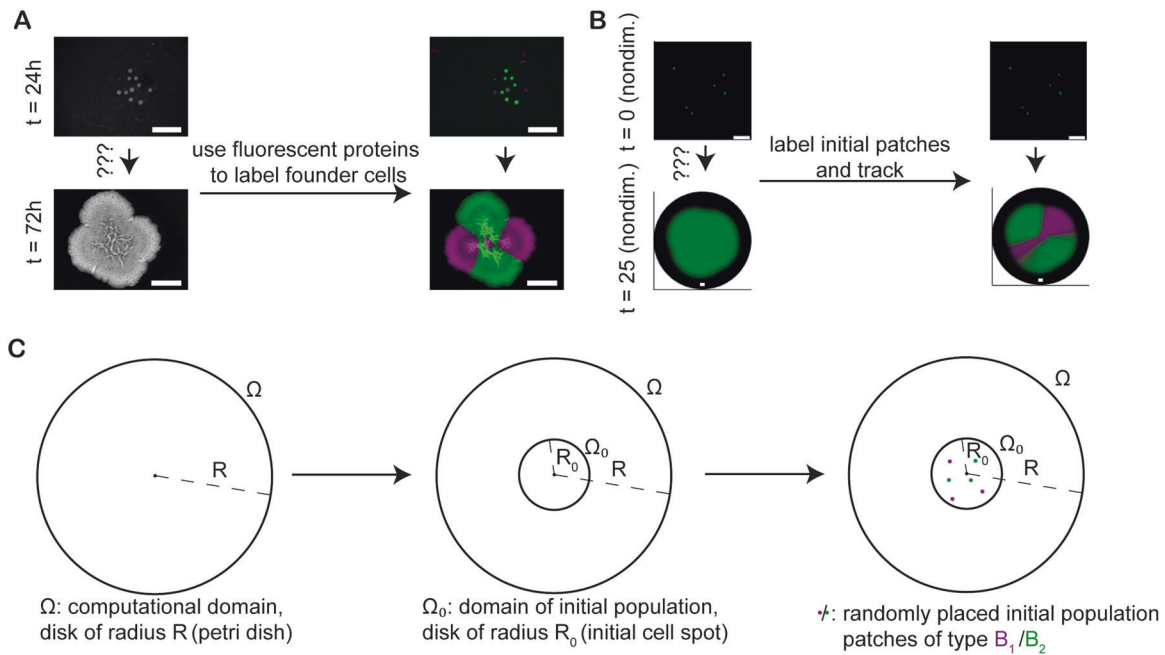 A
t = 24h
???
t = 72h
use fluorescent proteins
to label founder cells
B
t = 0 (nondim.)
???
t = 25 (nondim.)
label initial patches
and track
C
Ω
R
Ω: computational domain,
disk of radius R (petri dish)
Ω
Ω₀
R₀
R
Ω₀: domain of initial population,
disk of radius R₀ (initial cell spot)
Ω
Ω₀
R₀
R
•/•: randomly placed initial population
patches of type B₁/B₂